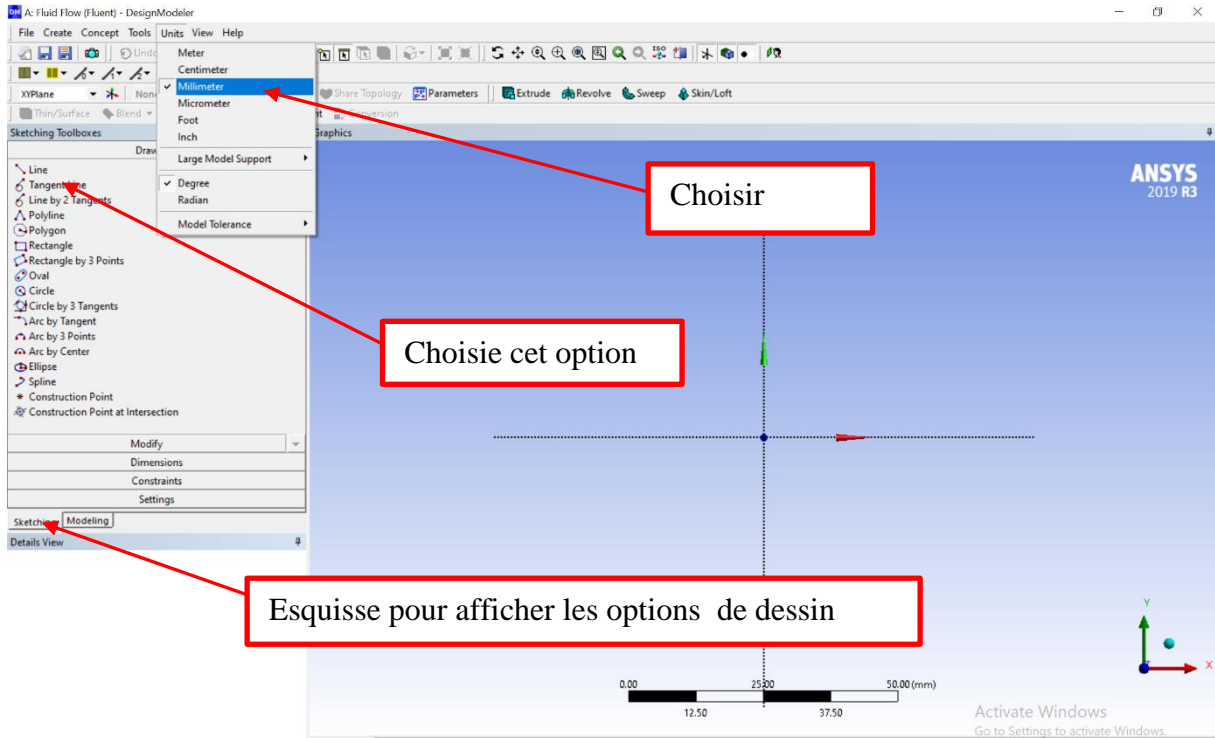 A: Fluid Flow (Fluent) - DesignModeler
File Create Concept Tools Units View Help
Undo
XYPlane
Share Topology Parameters Extrude Revolve Sweep Skin/Loft
Thin/Surface Blend Conversion
Meter
Centimeter
Millimeter
Micrometer
Foot
Inch
Large Model Support
Degree
Radian
Model Tolerance
Sketching Toolboxes
Graphics
Draw
Line
Tangent Line
Line by 2 Tangents
Polyline
Polygon
Rectangle
Rectangle by 3 Points
Oval
Circle
Circle by 3 Tangents
Arc by Tangent
Arc by 3 Points
Arc by Center
Ellipse
Spline
Construction Point
Construction Point at Intersection
Modify
Dimensions
Constraints
Settings
Sketching Modeling
Details View
ANSYS
2019 R3
Choisir
Choisie cet option
Esquisse pour afficher les options de dessin
Y
X
0.00 25.00 50.00 (mm)
12.50 37.50
Activate Windows
Go to Settings to activate Windows.